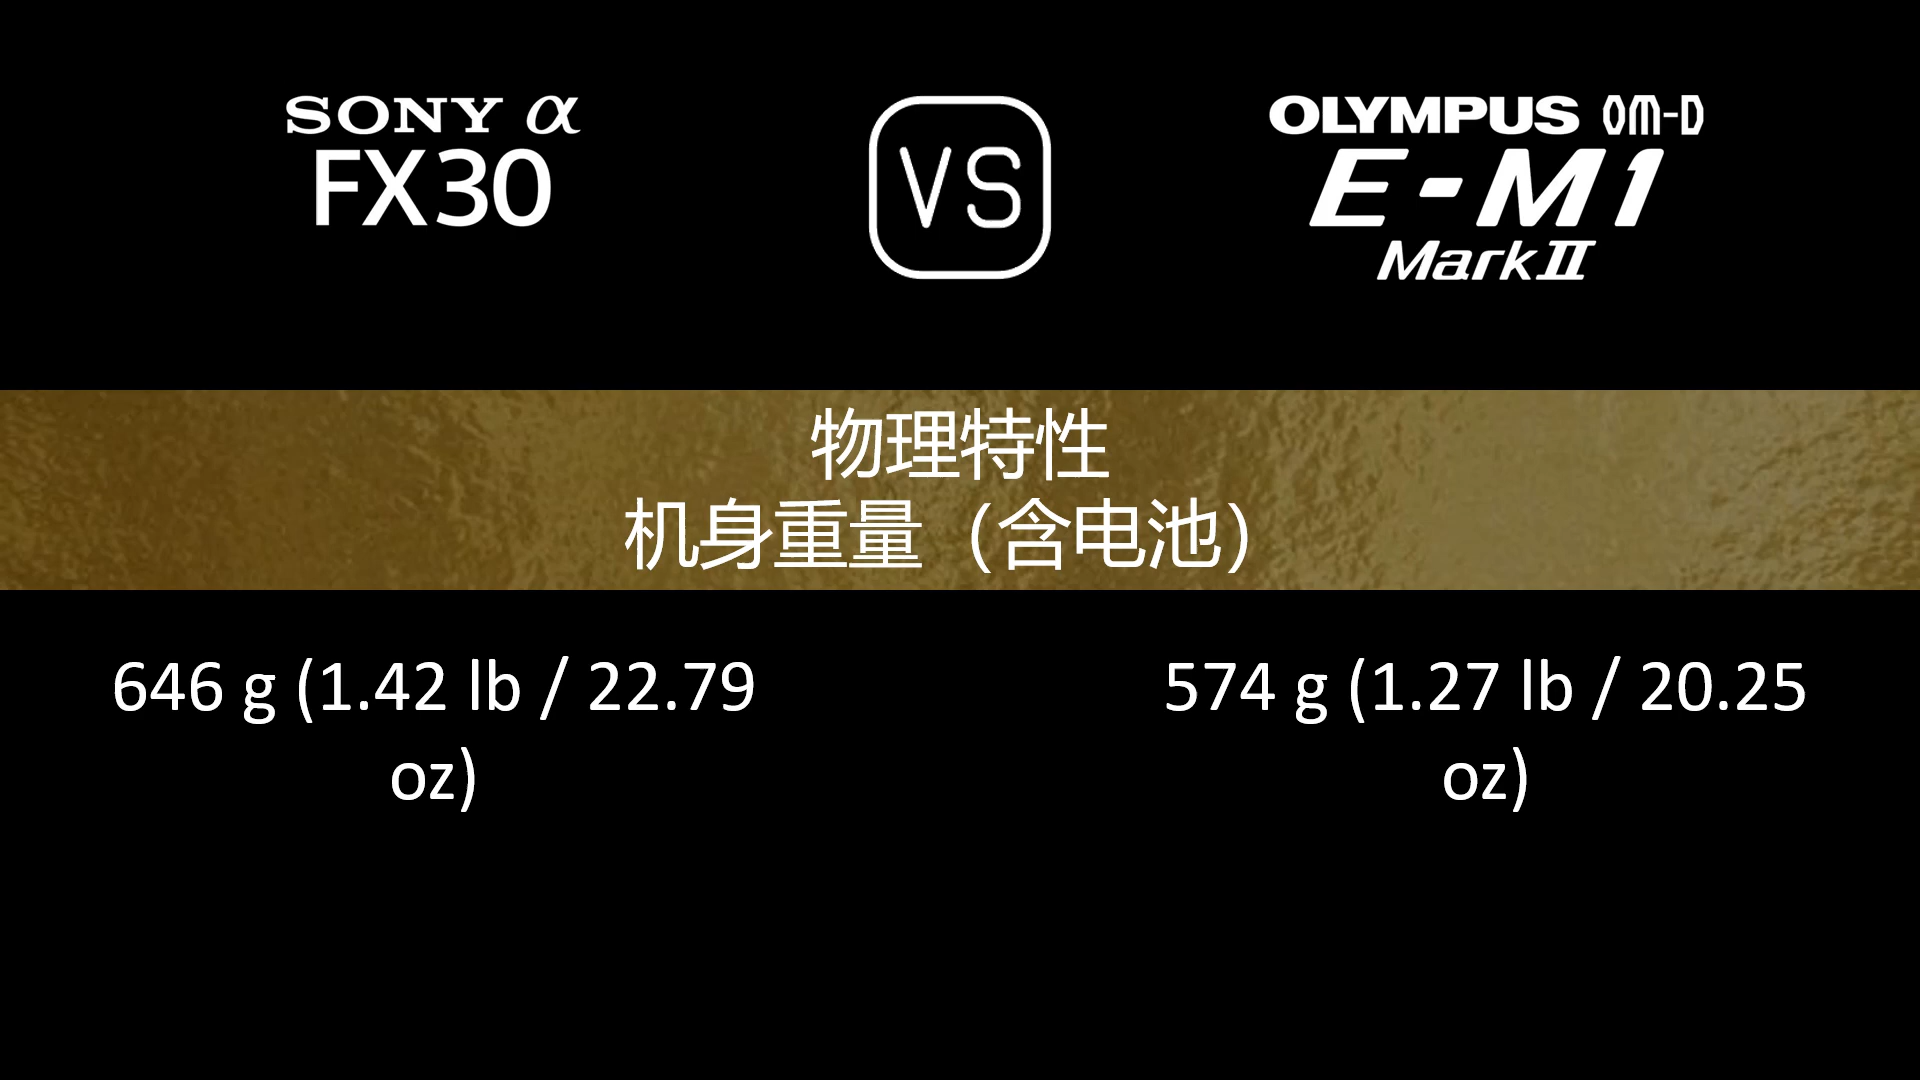 SONY α
FX30
VS
OLYMPUS OM-D
E-M1
Mark II
物理特性
机身重量（含电池）
646 g (1.42 lb / 22.79
oz)
574 g (1.27 lb / 20.25
oz)